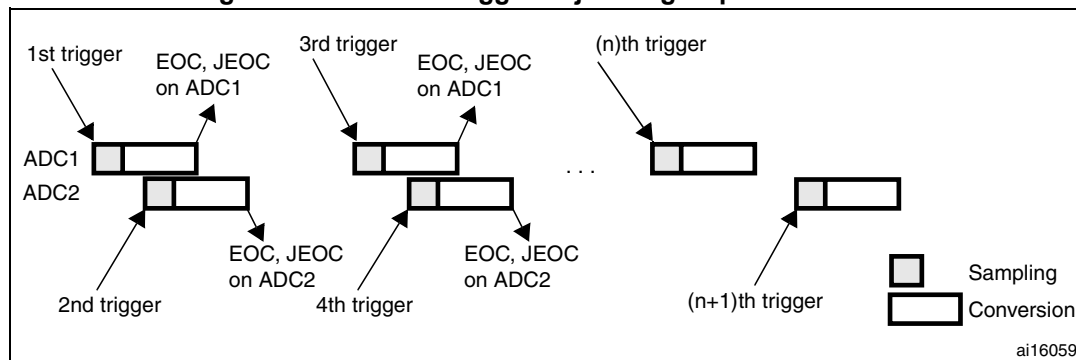 1st trigger
EOC, JEOC
on ADC1
3rd trigger
EOC, JEOC
on ADC1
(n)th trigger
ADC1
. . .
ADC2
EOC, JEOC
on ADC2
EOC, JEOC
on ADC2
2nd trigger
4th trigger
(n+1)th trigger
Sampling
Conversion
ai16059